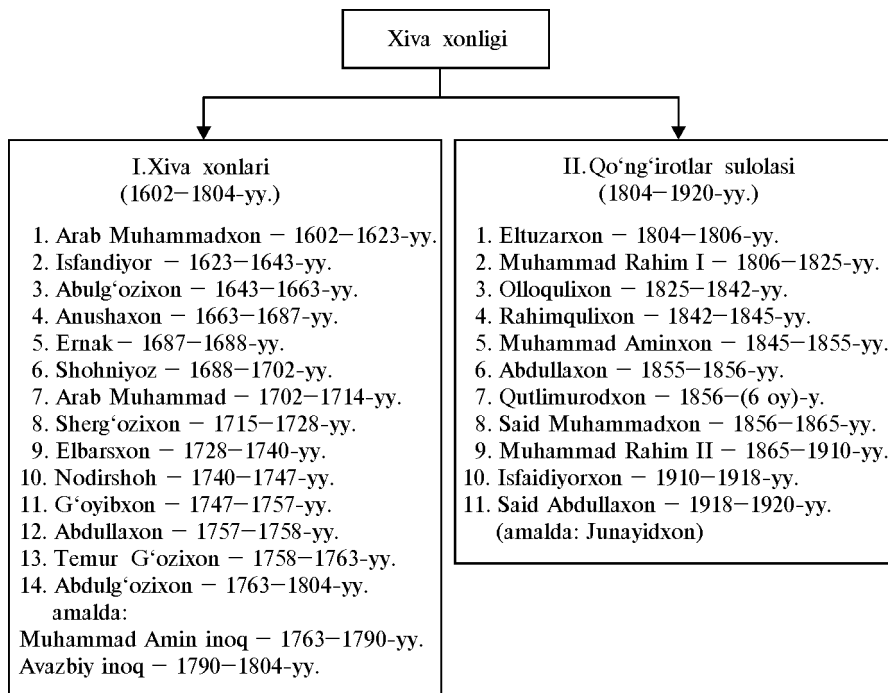 Xiva xonligi
I.Xiva xonlari
(1602–1804-yy.)
1. Arab Muhammadxon – 1602–1623-yy.
2. Isfandiyor – 1623–1643-yy.
3. Abulg‘ozixon – 1643–1663-yy.
4. Anushaxon – 1663–1687-yy.
5. Ernak – 1687–1688-yy.
6. Shohniyoz – 1688–1702-yy.
7. Arab Muhammad – 1702–1714-yy.
8. Sherg‘ozixon – 1715–1728-yy.
9. Elbarsxon – 1728–1740-yy.
10. Nodirshoh – 1740–1747-yy.
11. G‘oyibxon – 1747–1757-yy.
12. Abdullaxon – 1757–1758-yy.
13. Temur G‘ozixon – 1758–1763-yy.
14. Abdulg‘ozixon – 1763–1804-yy.
amalda:
Muhammad Amin inoq – 1763–1790-yy.
Avazbiy inoq – 1790–1804-yy.
II.Qo‘ng‘irotlar sulolasi
(1804–1920-yy.)
1. Eltuzarxon – 1804–1806-yy.
2. Muhammad Rahim I – 1806–1825-yy.
3. Olloqulixon – 1825–1842-yy.
4. Rahimqulixon – 1842–1845-yy.
5. Muhammad Aminxon – 1845–1855-yy.
6. Abdullaxon – 1855–1856-yy.
7. Qutlimurodxon – 1856–(6 oy)-y.
8. Said Muhammadxon – 1856–1865-yy.
9. Muhammad Rahim II – 1865–1910-yy.
10. Isfaidiyorxon – 1910–1918-yy.
11. Said Abdullaxon – 1918–1920-yy.
(amalda: Junayidxon)